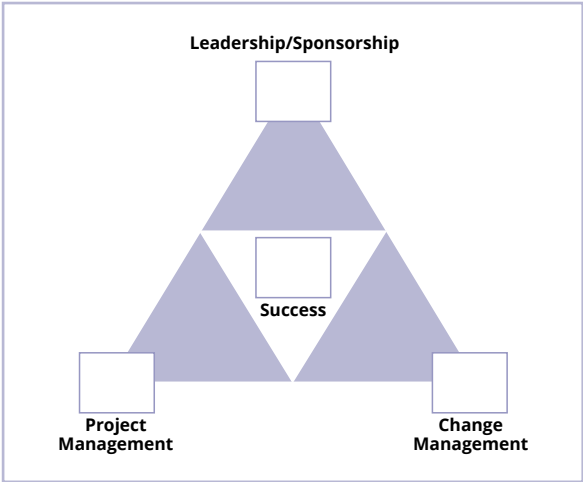 Leadership/Sponsorship
Success
Project
Management
Change
Management